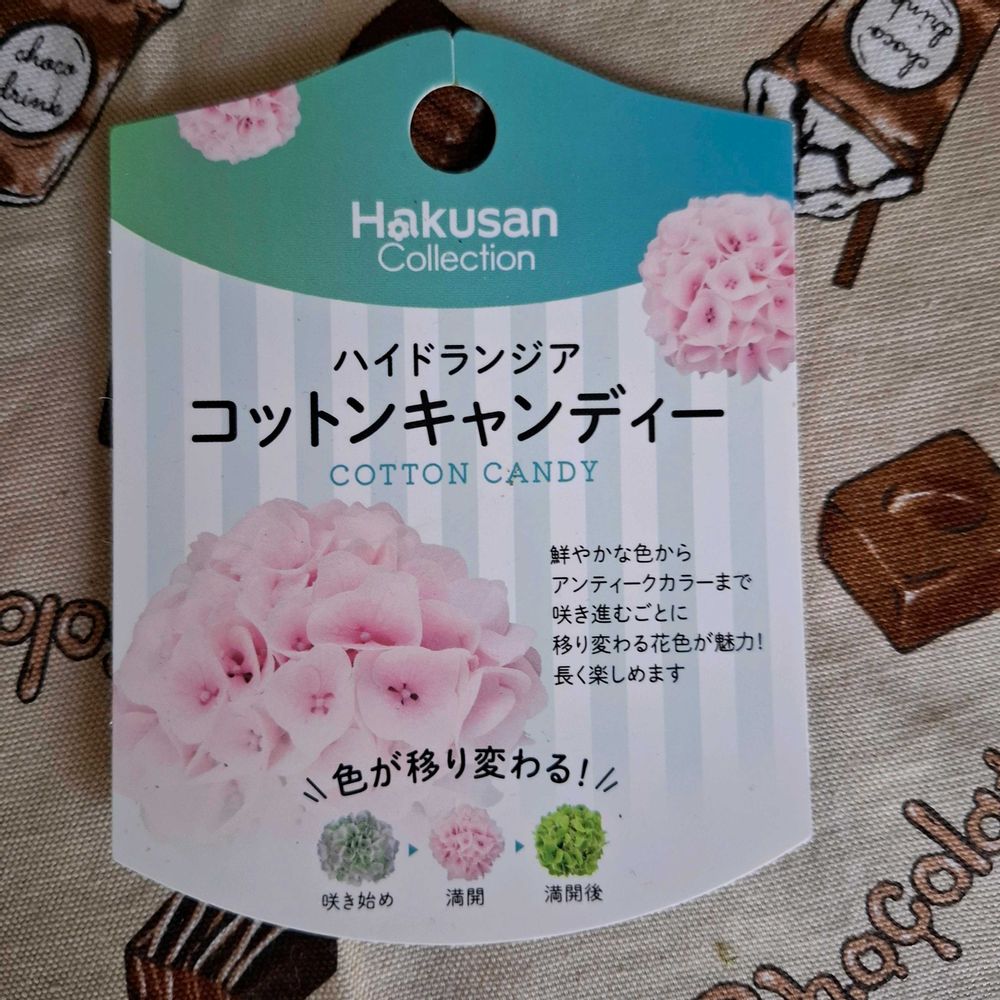 choco
drink
choco
drink
Hakusan
Collection
ハイドランジア
コットンキャンディー
COTTON CANDY
鮮やかな色から
アンティークカラーまで
咲き進むごとに
移り変わる花色が魅力!
長く楽しめます
色が移り変わる!
咲き始め
満開
満開後